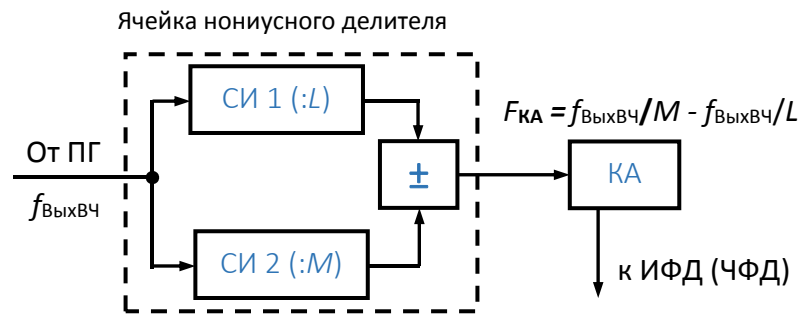 Ячейка нониусного делителя
СИ 1 (:L)
FКА = fВыхВЧ/M - fВыхВЧ/L
От ПГ
fВыхВЧ
±
КА
СИ 2 (:M)
к ИФД (ЧФД)